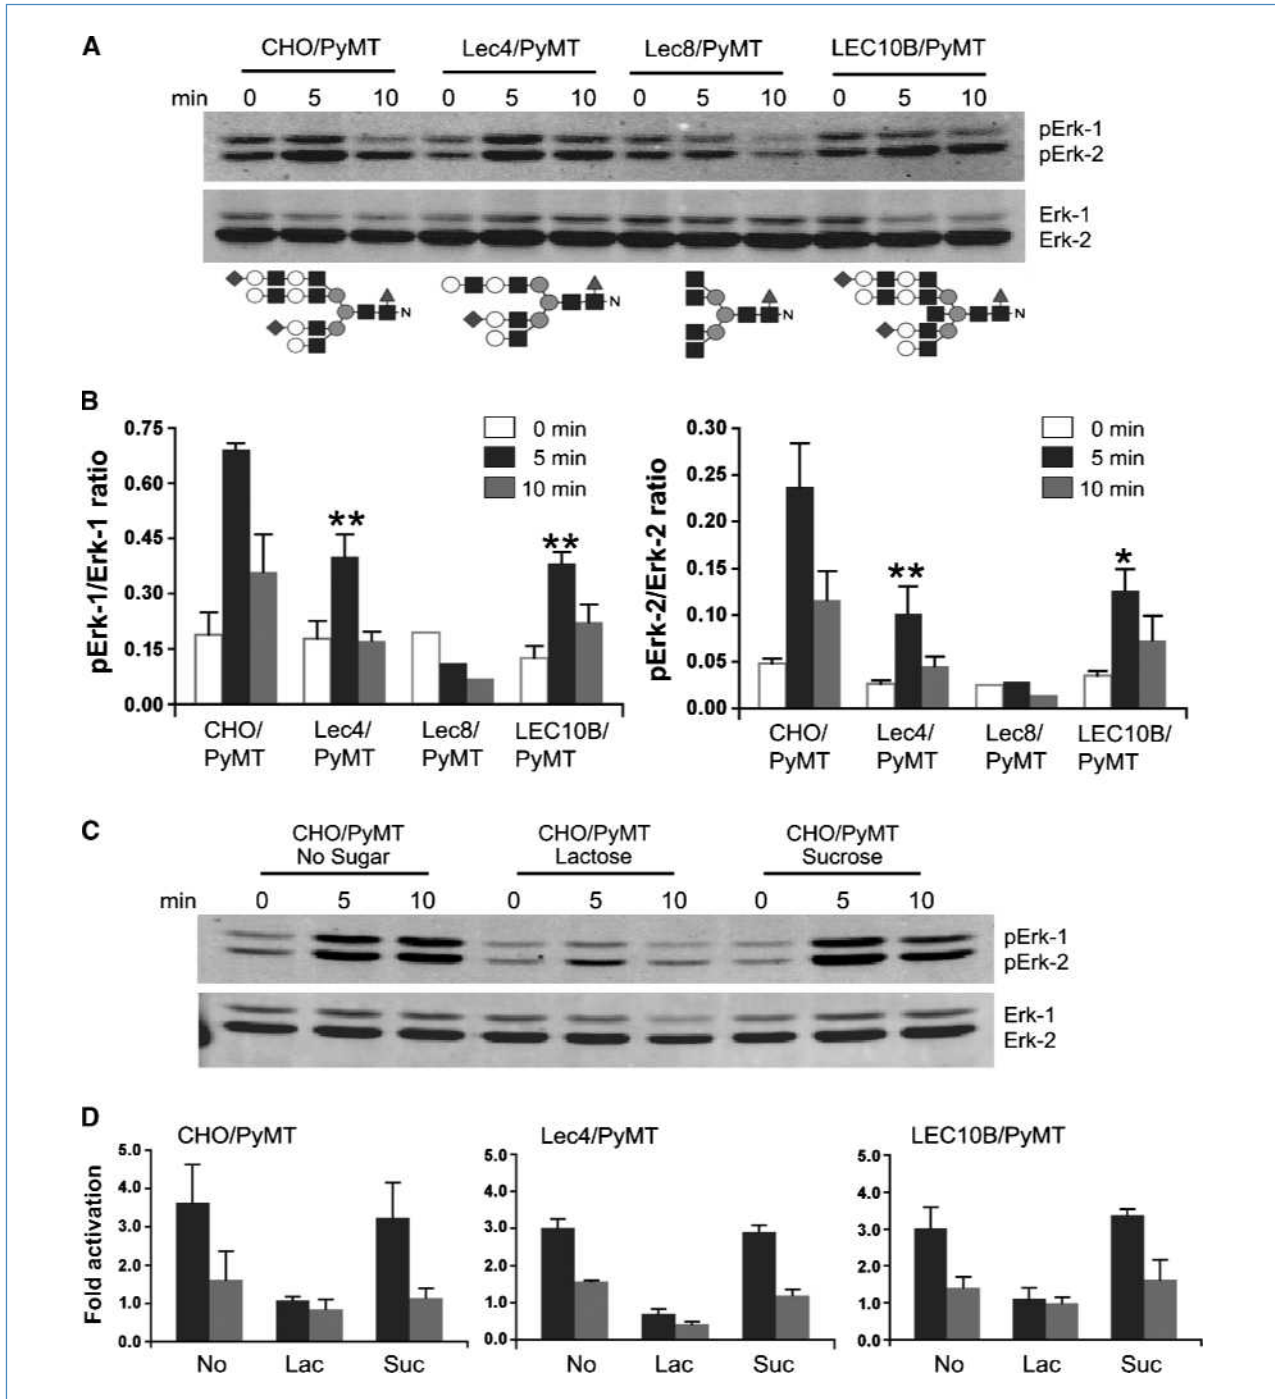 A
CHO/PyMT Lec4/PyMT Lec8/PyMT LEC10B/PyMT
min 0 5 10 0 5 10 0 5 10 0 5 10
pErk-1
pErk-2
Erk-1
Erk-2
N N N N
B
pErk-1/Erk-1 ratio
0.75
0.60
0.45
0.30
0.15
0.00
0 min
5 min
10 min
** **
CHO/ Lec4/ Lec8/ LEC10B/
PyMT PyMT PyMT PyMT
pErk-2/Erk-2 ratio
0.30
0.25
0.20
0.15
0.10
0.05
0.00
0 min
5 min
10 min
** *
CHO/ Lec4/ Lec8/ LEC10B/
PyMT PyMT PyMT PyMT
C
CHO/PyMT CHO/PyMT CHO/PyMT
No Sugar Lactose Sucrose
min 0 5 10 0 5 10 0 5 10
pErk-1
pErk-2
Erk-1
Erk-2
D
Fold activation
CHO/PyMT
5.0
4.0
3.0
2.0
1.0
0.0
No Lac Suc
Lec4/PyMT
5.0
4.0
3.0
2.0
1.0
0.0
No Lac Suc
LEC10B/PyMT
5.0
4.0
3.0
2.0
1.0
0.0
No Lac Suc